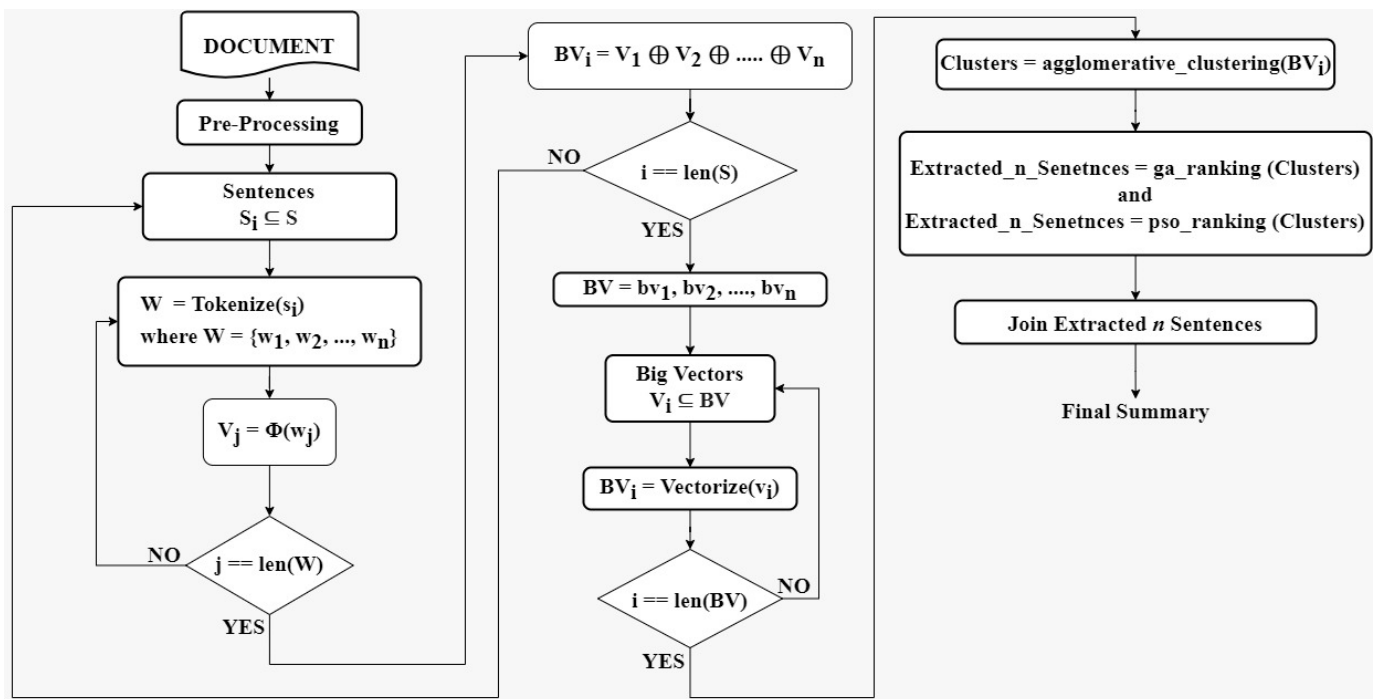 DOCUMENT
Pre-Processing
Sentences
Sᵢ ⊆ S
W = Tokenize(sᵢ)
where W = {w₁, w₂, ..., wₙ}
Vⱼ = Φ(wⱼ)
j == len(W)
NO
YES
BVᵢ = V₁ ⊕ V₂ ⊕ ..... ⊕ Vₙ
i == len(S)
NO
YES
BV = bv₁, bv₂, ...., bvₙ
Big Vectors
Vᵢ ⊆ BV
BVᵢ = Vectorize(vᵢ)
i == len(BV)
NO
YES
Clusters = agglomerative_clustering(BVᵢ)
Extracted_n_Senetnces = ga_ranking (Clusters)
and
Extracted_n_Senetnces = pso_ranking (Clusters)
Join Extracted n Sentences
Final Summary